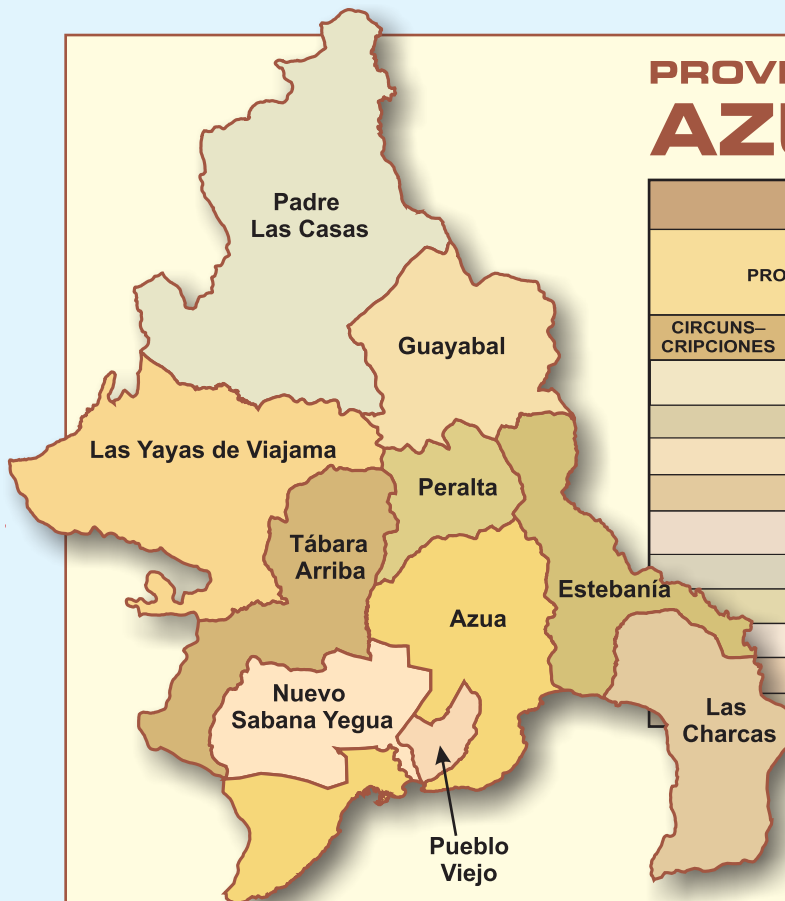 PROVI
AZU
PRO
CIRCUNS–
CRIPCIONES
Padre
Las Casas
Guayabal
Las Yayas de Viajama
Peralta
Tábara
Arriba
Estebanía
Azua
Nuevo
Sabana Yegua
Las
Charcas
Pueblo
Viejo